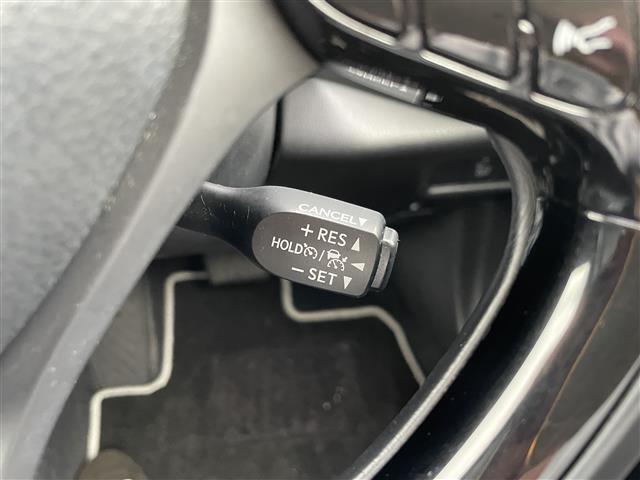 CANCEL▼
+ RES ▲
HOLD /
− SET ▼